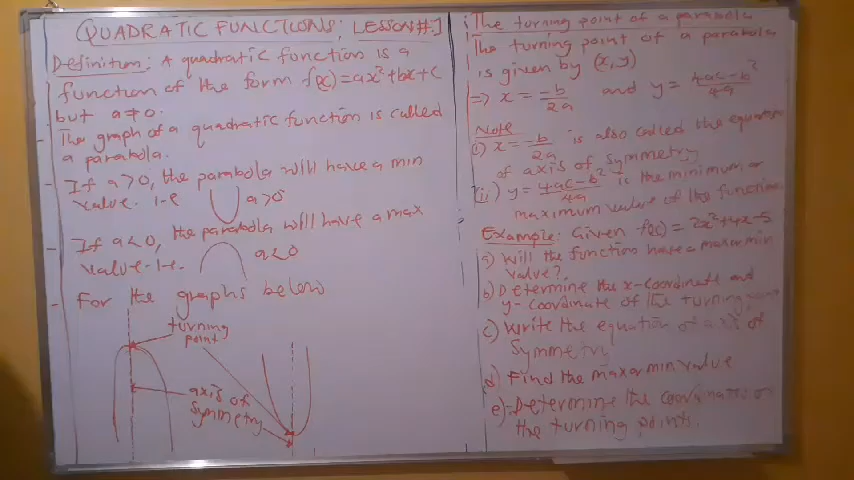 QUADRATIC FUNCTIONS; LESSON #1
Definition: A quadratic function is a
function of the form f(x)=ax²+bx+c
but a≠0.
- The graph of a quadratic function is called
a parabola.
- If a>0, the parabola will have a min
value. i-e a>0
- If a<0, the parabola will have a max
value-i-e. a<0
- For the graphs below
turning
point
axis of
symmetry
The turning point of a parabola
The turning point of a parabola
is given by (x,y)
⇒ x = -b/2a and y = 4ac-b²/4a
Note
i) x = -b/2a is also called the equation
of axis of symmetry
(ii) y = 4ac-b²/4a is the minimum or
maximum value of the function
Example: Given f(x) = 2x²+4x-5
a) Will the function have a max or min
value?
b) Determine the x-coordinate and
y-coordinate of the turning point
c) Write the equation of axis of
Symmetry
d) Find the max or min value
e) Determine the coordinates of
the turning points.